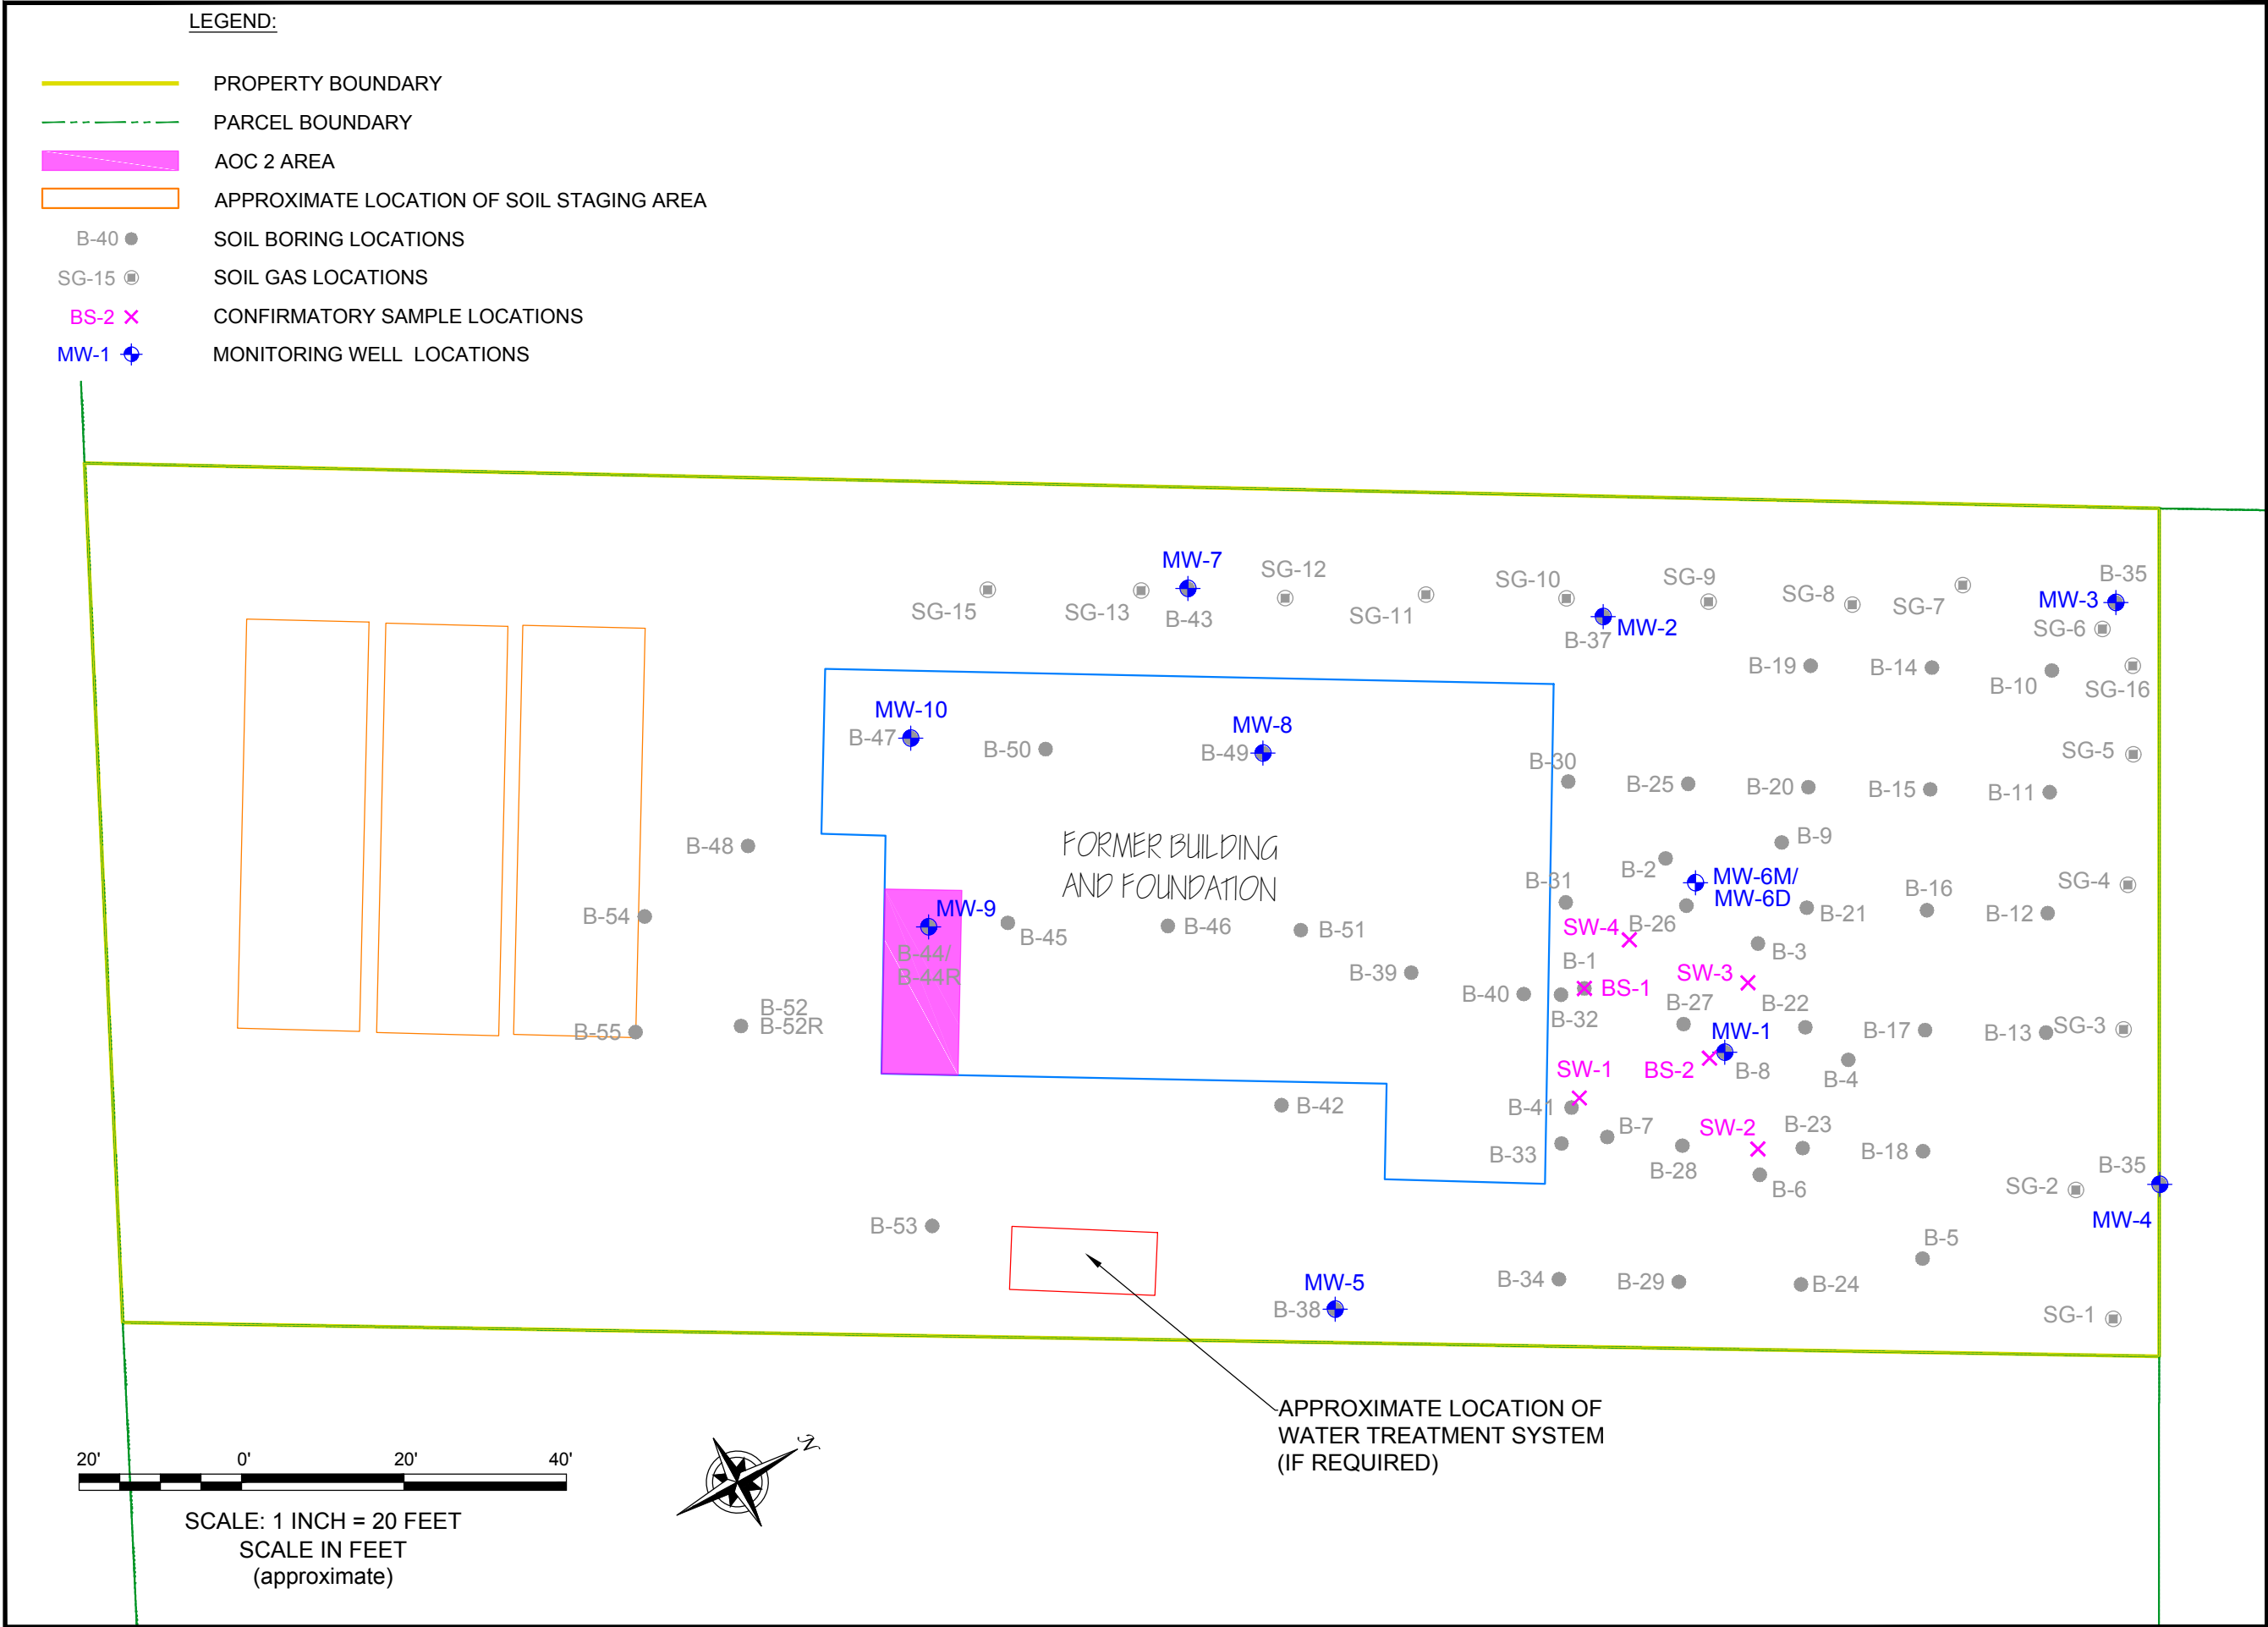 LEGEND:
PROPERTY BOUNDARY
PARCEL BOUNDARY
AOC 2 AREA
APPROXIMATE LOCATION OF SOIL STAGING AREA
B-40 SOIL BORING LOCATIONS
SG-15 SOIL GAS LOCATIONS
BS-2 CONFIRMATORY SAMPLE LOCATIONS
MW-1 MONITORING WELL LOCATIONS
MW-7
SG-12
SG-10
SG-9
SG-8
SG-7
B-35
MW-3
SG-15
SG-13
B-43
SG-11
B-37
MW-2
SG-6
B-19
B-14
B-10
SG-16
MW-10
B-47
B-50
MW-8
B-49
B-30
B-25
B-20
B-15
B-11
SG-5
B-48
FORMER BUILDING
AND FOUNDATION
B-9
B-2
B-31
MW-6M/
MW-6D
B-16
SG-4
B-54
MW-9
B-45
B-46
B-51
SW-4
B-26
B-21
B-12
B-44/
B-44R
B-39
B-1
SW-3
B-3
B-40
BS-1
B-27
B-22
B-52
B-52R
B-55
B-32
MW-1
B-17
B-13
SG-3
SW-1
BS-2
B-8
B-4
B-42
B-41
B-7
SW-2
B-23
B-33
B-28
B-18
B-35
B-6
SG-2
MW-4
B-53
B-5
MW-5
B-38
B-34
B-29
B-24
SG-1
APPROXIMATE LOCATION OF
WATER TREATMENT SYSTEM
(IF REQUIRED)
20' 0' 20' 40'
N
SCALE: 1 INCH = 20 FEET
SCALE IN FEET
(approximate)